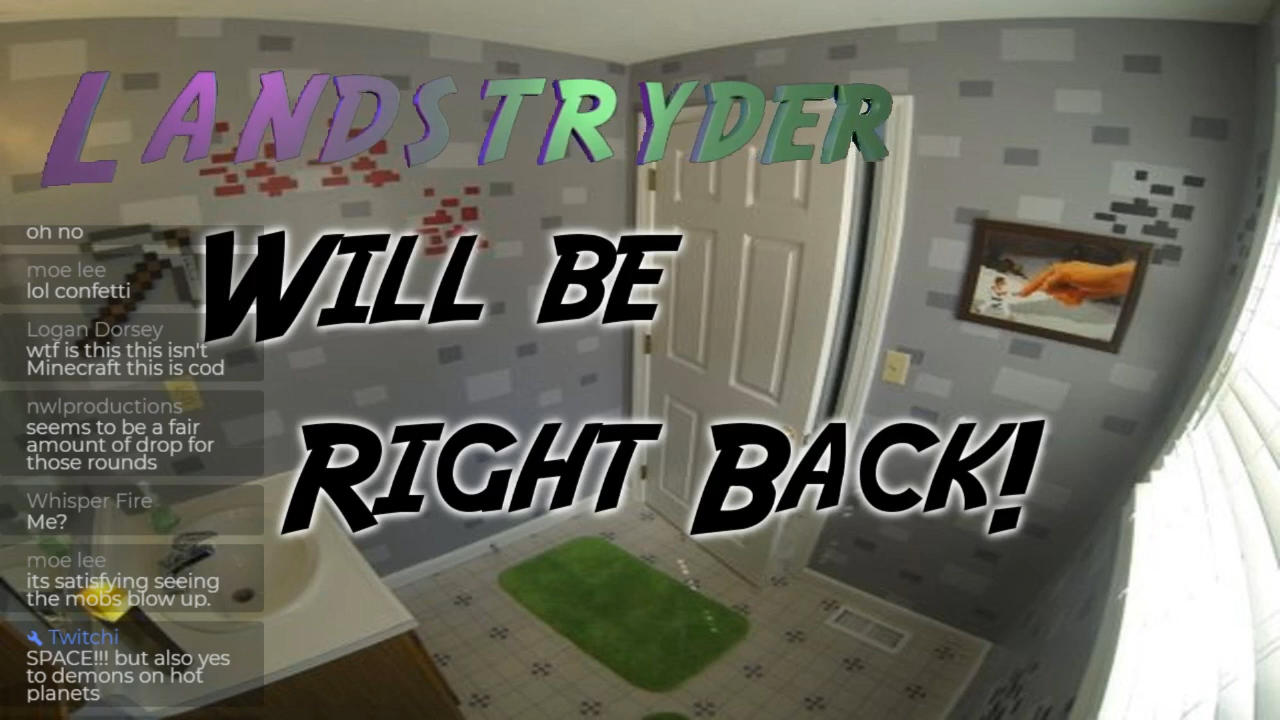 LANDSTRYDER
WILL BE
RIGHT BACK!
oh no
moe lee
lol confetti
Logan Dorsey
wtf is this this isn't
Minecraft this is cod
nwlproductions
seems to be a fair
amount of drop for
those rounds
Whisper Fire
Me?
moe lee
its satisfying seeing
the mobs blow up.
Twitchi
SPACE!!! but also yes
to demons on hot
planets